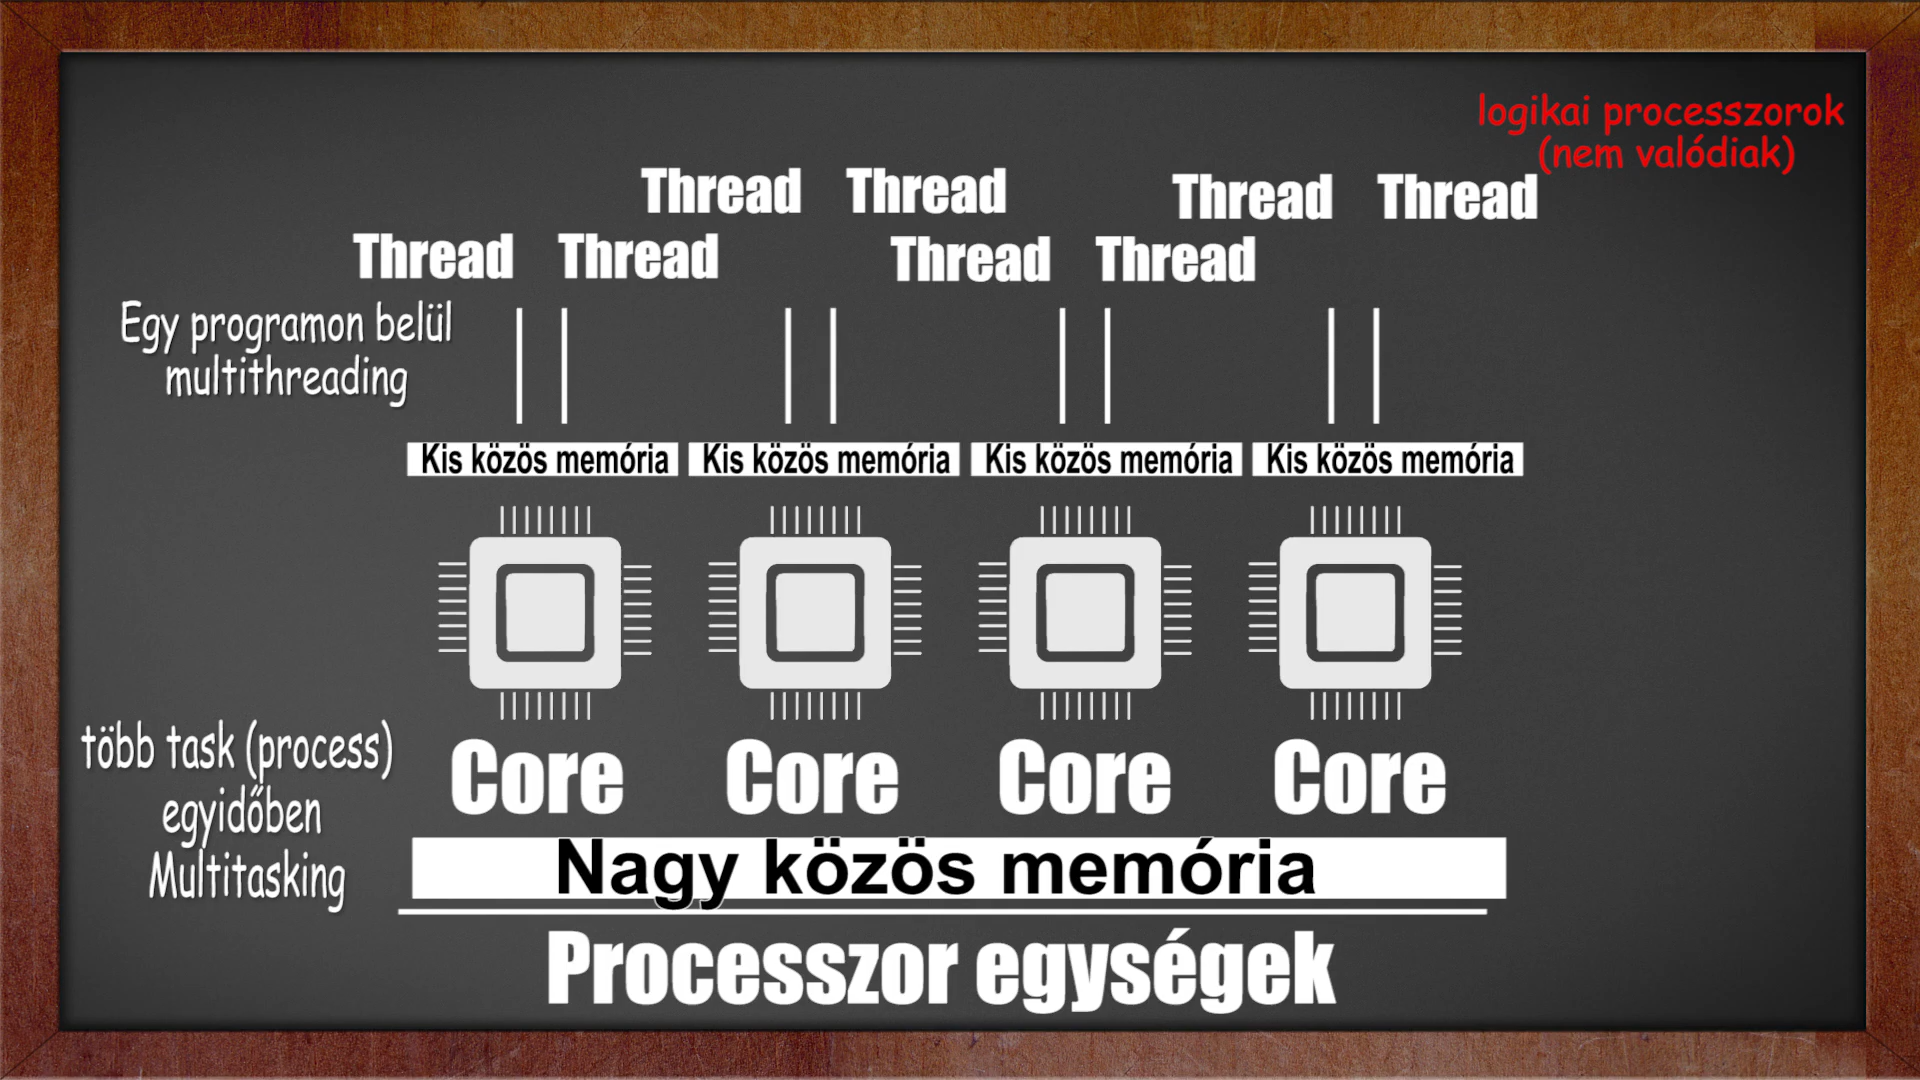 logikai processzorok
(nem valódiak)
Thread Thread Thread Thread
Thread Thread Thread Thread
Egy programon belül
multithreading
Kis közös memória Kis közös memória Kis közös memória Kis közös memória
több task (process)
egyidőben
Multitasking
Core Core Core Core
Nagy közös memória
Processzor egységek